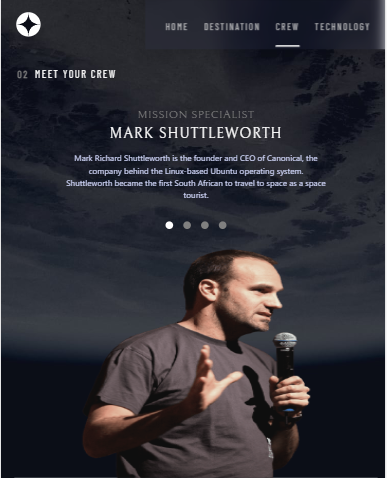 HOME DESTINATION CREW TECHNOLOGY
02 MEET YOUR CREW
MISSION SPECIALIST
MARK SHUTTLEWORTH
Mark Richard Shuttleworth is the founder and CEO of Canonical, the
company behind the Linux-based Ubuntu operating system.
Shuttleworth became the first South African to travel to space as a space
tourist.